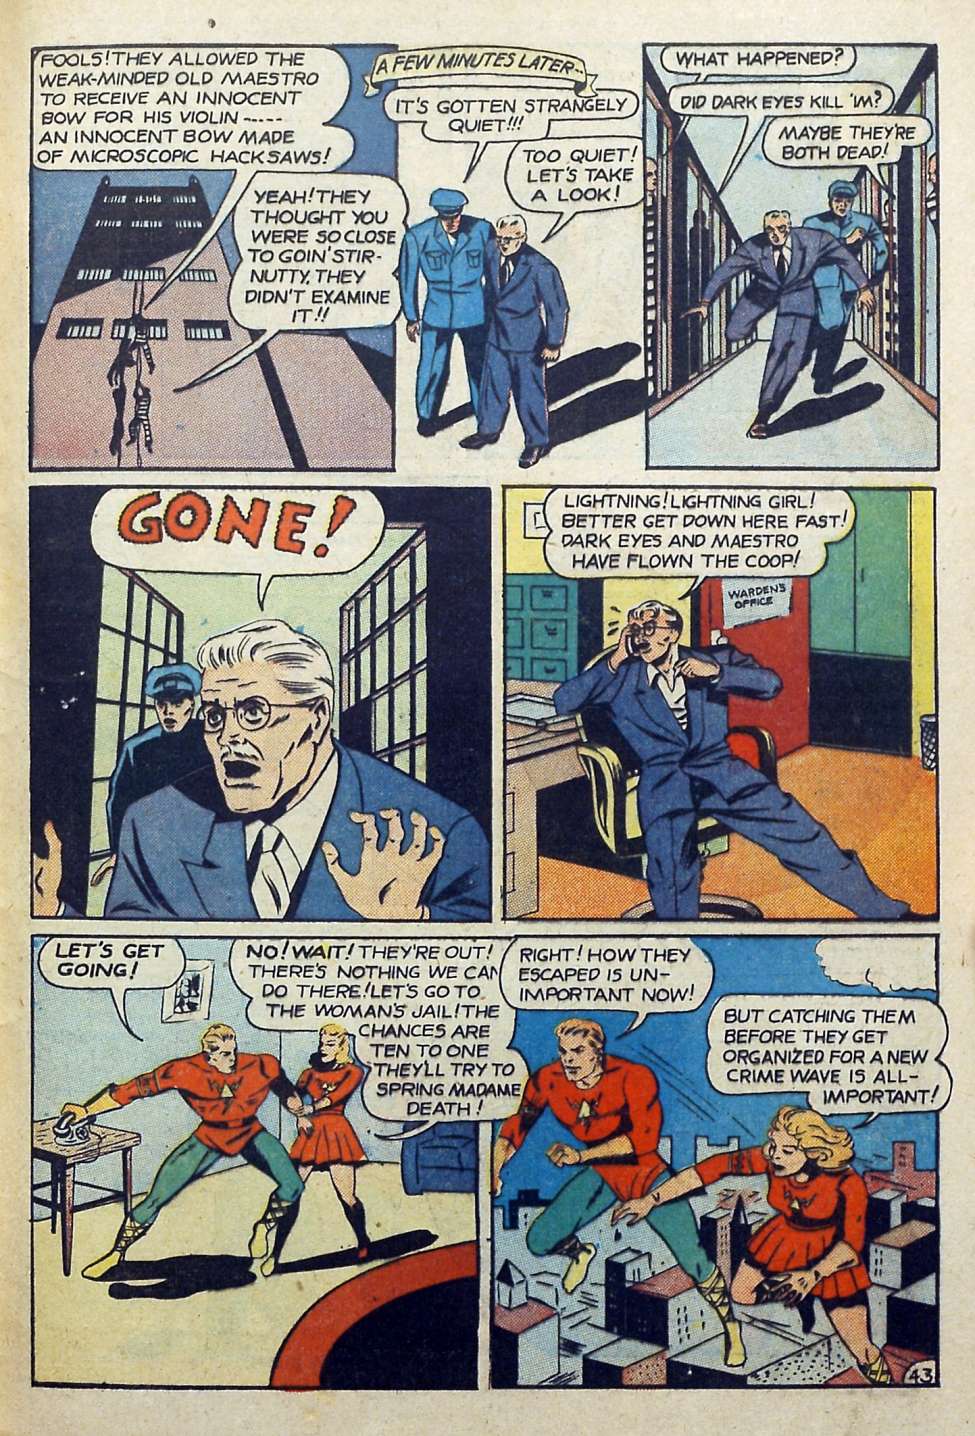 FOOLS! THEY ALLOWED THE
WEAK-MINDED OLD MAESTRO
TO RECEIVE AN INNOCENT
BOW FOR HIS VIOLIN-----
AN INNOCENT BOW MADE
OF MICROSCOPIC HACKSAWS!
YEAH! THEY
THOUGHT YOU
WERE SO CLOSE
TO GOIN' STIR-
NUTTY, THEY
DIDN'T EXAMINE
IT!!
A FEW MINUTES LATER--
IT'S GOTTEN STRANGELY
QUIET!!!
TOO QUIET!
LET'S TAKE
A LOOK!
WHAT HAPPENED?
DID DARK EYES KILL 'IM?
MAYBE THEY'RE
BOTH DEAD!
GONE!
LIGHTNING! LIGHTNING GIRL!
BETTER GET DOWN HERE FAST!
DARK EYES AND MAESTRO
HAVE FLOWN THE COOP!
WARDEN'S
OFFICE
LET'S GET
GOING!
NO! WAIT! THEY'RE OUT!
THERE'S NOTHING WE CAN
DO THERE! LET'S GO TO
THE WOMAN'S JAIL! THE
CHANCES ARE
TEN TO ONE
THEY'LL TRY TO
SPRING MADAME
DEATH!
RIGHT! HOW THEY
ESCAPED IS UN-
IMPORTANT NOW!
BUT CATCHING THEM
BEFORE THEY GET
ORGANIZED FOR A NEW
CRIME WAVE IS ALL-
IMPORTANT!
43